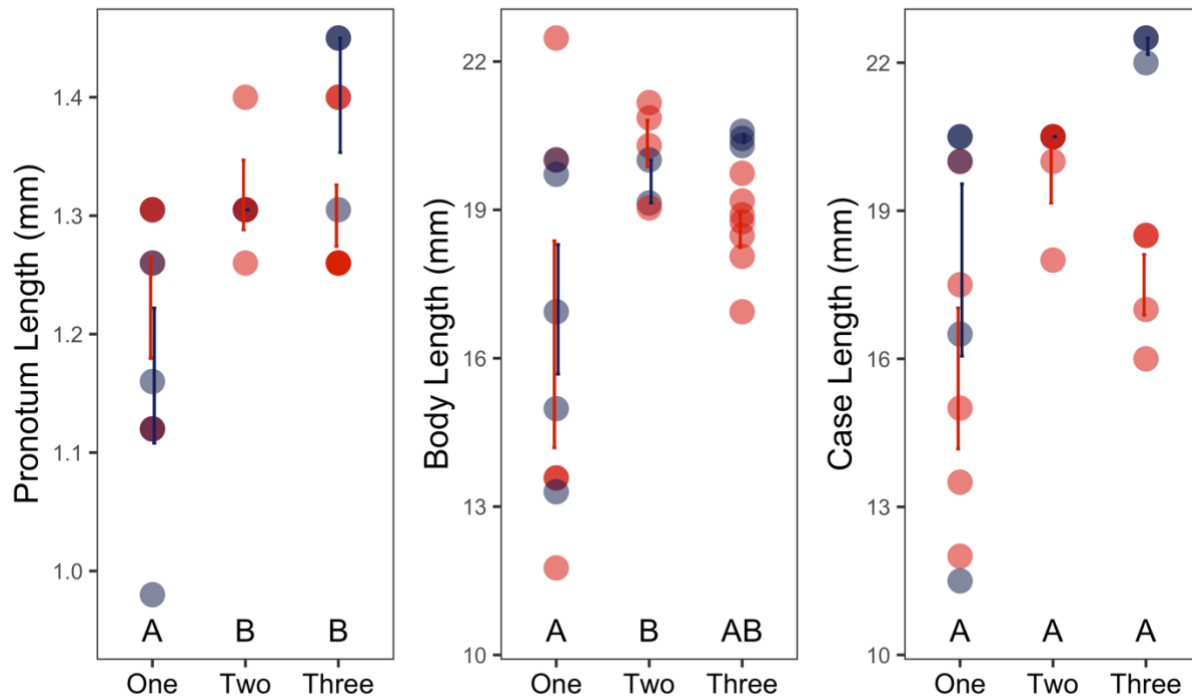 Pronotum Length (mm)
1.4
1.3
1.2
1.1
1.0
A B B
One Two Three
Body Length (mm)
22
19
16
13
10
A B AB
One Two Three
Case Length (mm)
22
19
16
13
10
A A A
One Two Three